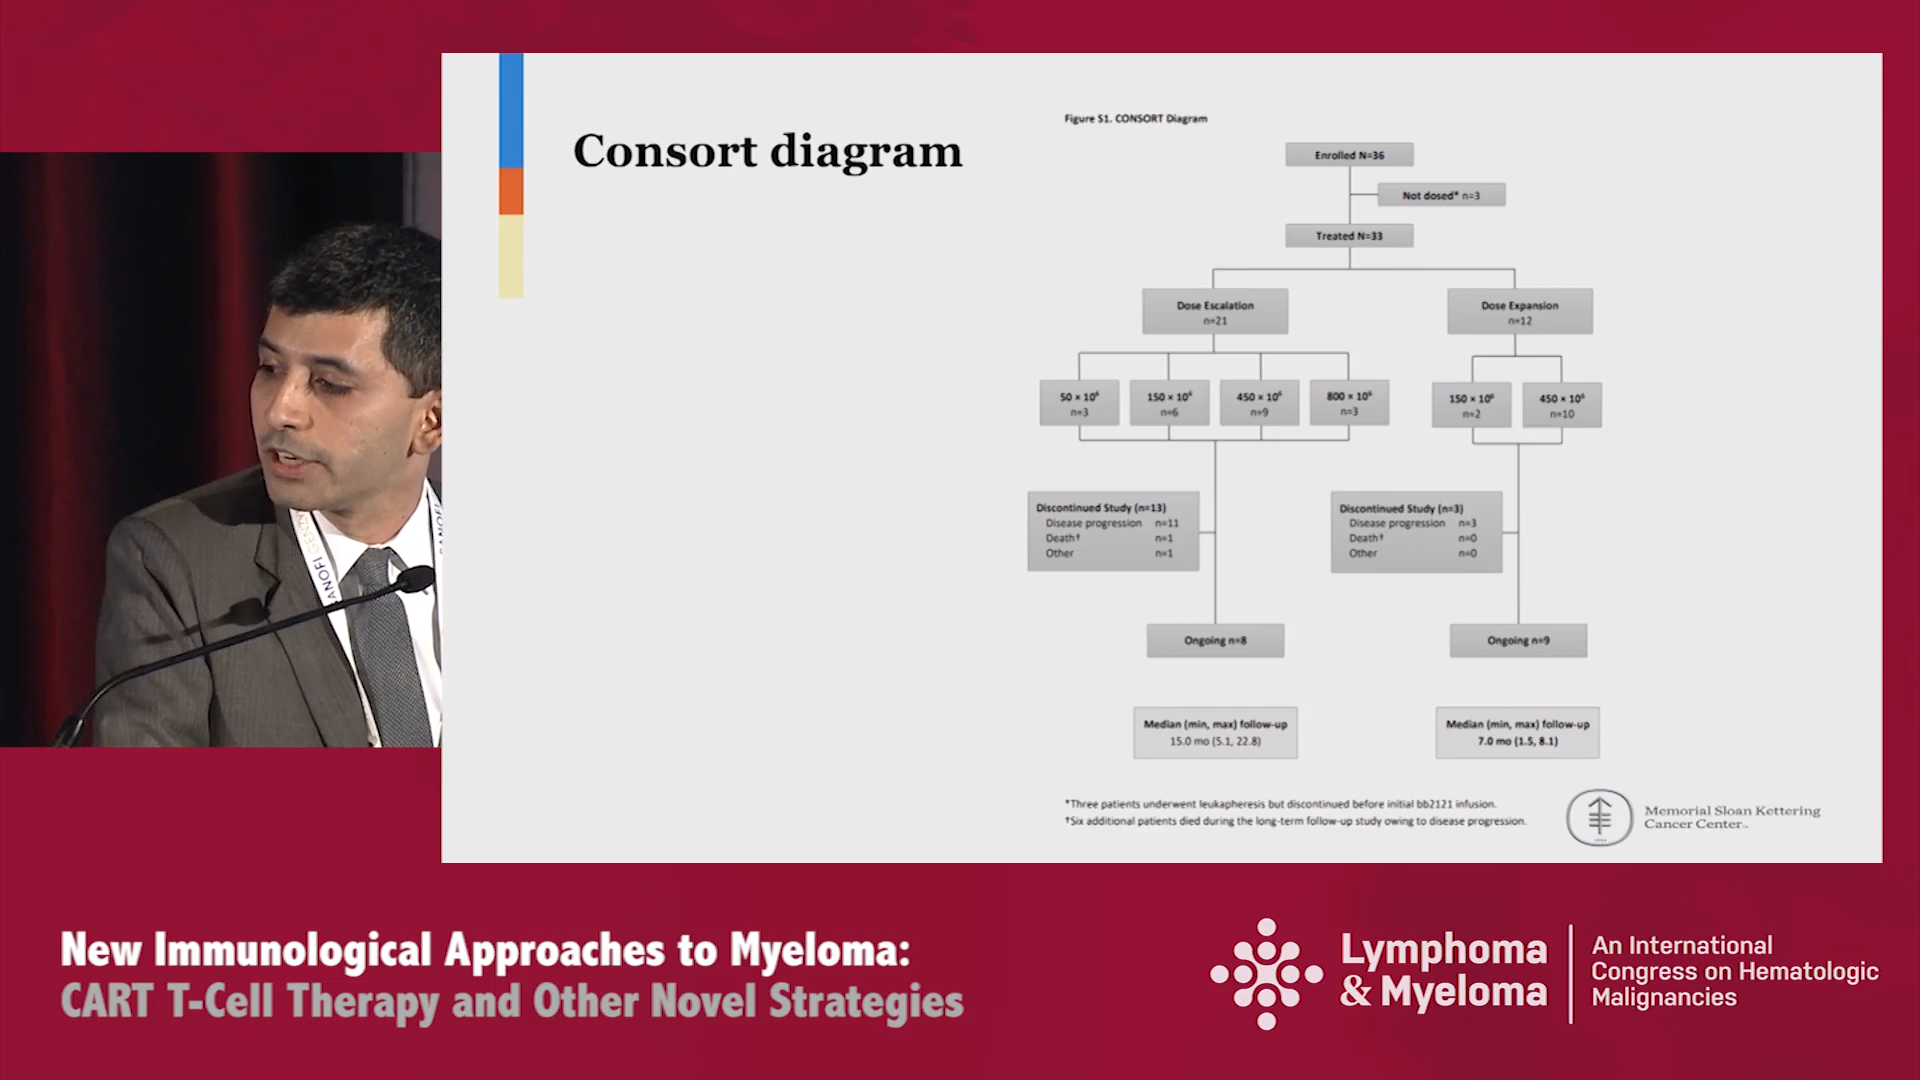 Consort diagram
Figure S1. CONSORT Diagram
Enrolled N=36
Not dosed* n=3
Treated N=33
Dose Escalation
n=21
Dose Expansion
n=12
50 × 10⁶
n=3
150 × 10⁶
n=6
450 × 10⁶
n=9
800 × 10⁶
n=3
150 × 10⁶
n=2
450 × 10⁶
n=10
Discontinued Study (n=13)
Disease progression n=11
Death† n=1
Other n=1
Discontinued Study (n=3)
Disease progression n=3
Death† n=0
Other n=0
Ongoing n=8
Ongoing n=9
Median (min, max) follow-up
15.0 mo (5.1, 22.8)
Median (min, max) follow-up
7.0 mo (1.5, 8.1)
*Three patients underwent leukapheresis but discontinued before initial bb2121 infusion.
†Six additional patients died during the long-term follow-up study owing to disease progression.
Memorial Sloan Kettering
Cancer Center
New Immunological Approaches to Myeloma:
CART T-Cell Therapy and Other Novel Strategies
Lymphoma
& Myeloma
An International
Congress on Hematologic
Malignancies